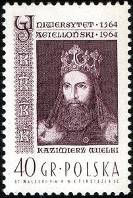 UNIWERSYTET·1364
JAGIELLOŃSKI·1964
KAZIMIERZ WIELKI
40 GR·POLSKA